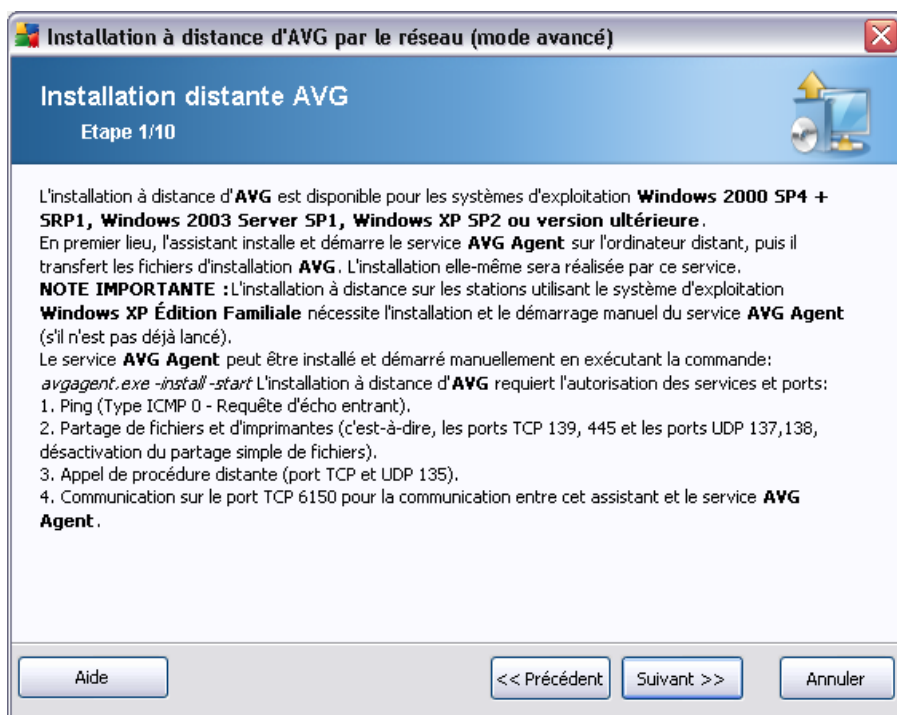 Installation à distance d'AVG par le réseau (mode avancé)
Installation distante AVG
Etape 1/10
L'installation à distance d'AVG est disponible pour les systèmes d'exploitation Windows 2000 SP4 +
SRP1, Windows 2003 Server SP1, Windows XP SP2 ou version ultérieure.
En premier lieu, l'assistant installe et démarre le service AVG Agent sur l'ordinateur distant, puis il
transfert les fichiers d'installation AVG. L'installation elle-même sera réalisée par ce service.
NOTE IMPORTANTE :L'installation à distance sur les stations utilisant le système d'exploitation
Windows XP Édition Familiale nécessite l'installation et le démarrage manuel du service AVG Agent
(s'il n'est pas déjà lancé).
Le service AVG Agent peut être installé et démarré manuellement en exécutant la commande:
avgagent.exe -install -start L'installation à distance d'AVG requiert l'autorisation des services et ports:
1. Ping (Type ICMP 0 - Requête d'écho entrant).
2. Partage de fichiers et d'imprimantes (c'est-à-dire, les ports TCP 139, 445 et les ports UDP 137,138,
désactivation du partage simple de fichiers).
3. Appel de procédure distante (port TCP et UDP 135).
4. Communication sur le port TCP 6150 pour la communication entre cet assistant et le service AVG
Agent.
Aide
<< Précédent
Suivant >>
Annuler